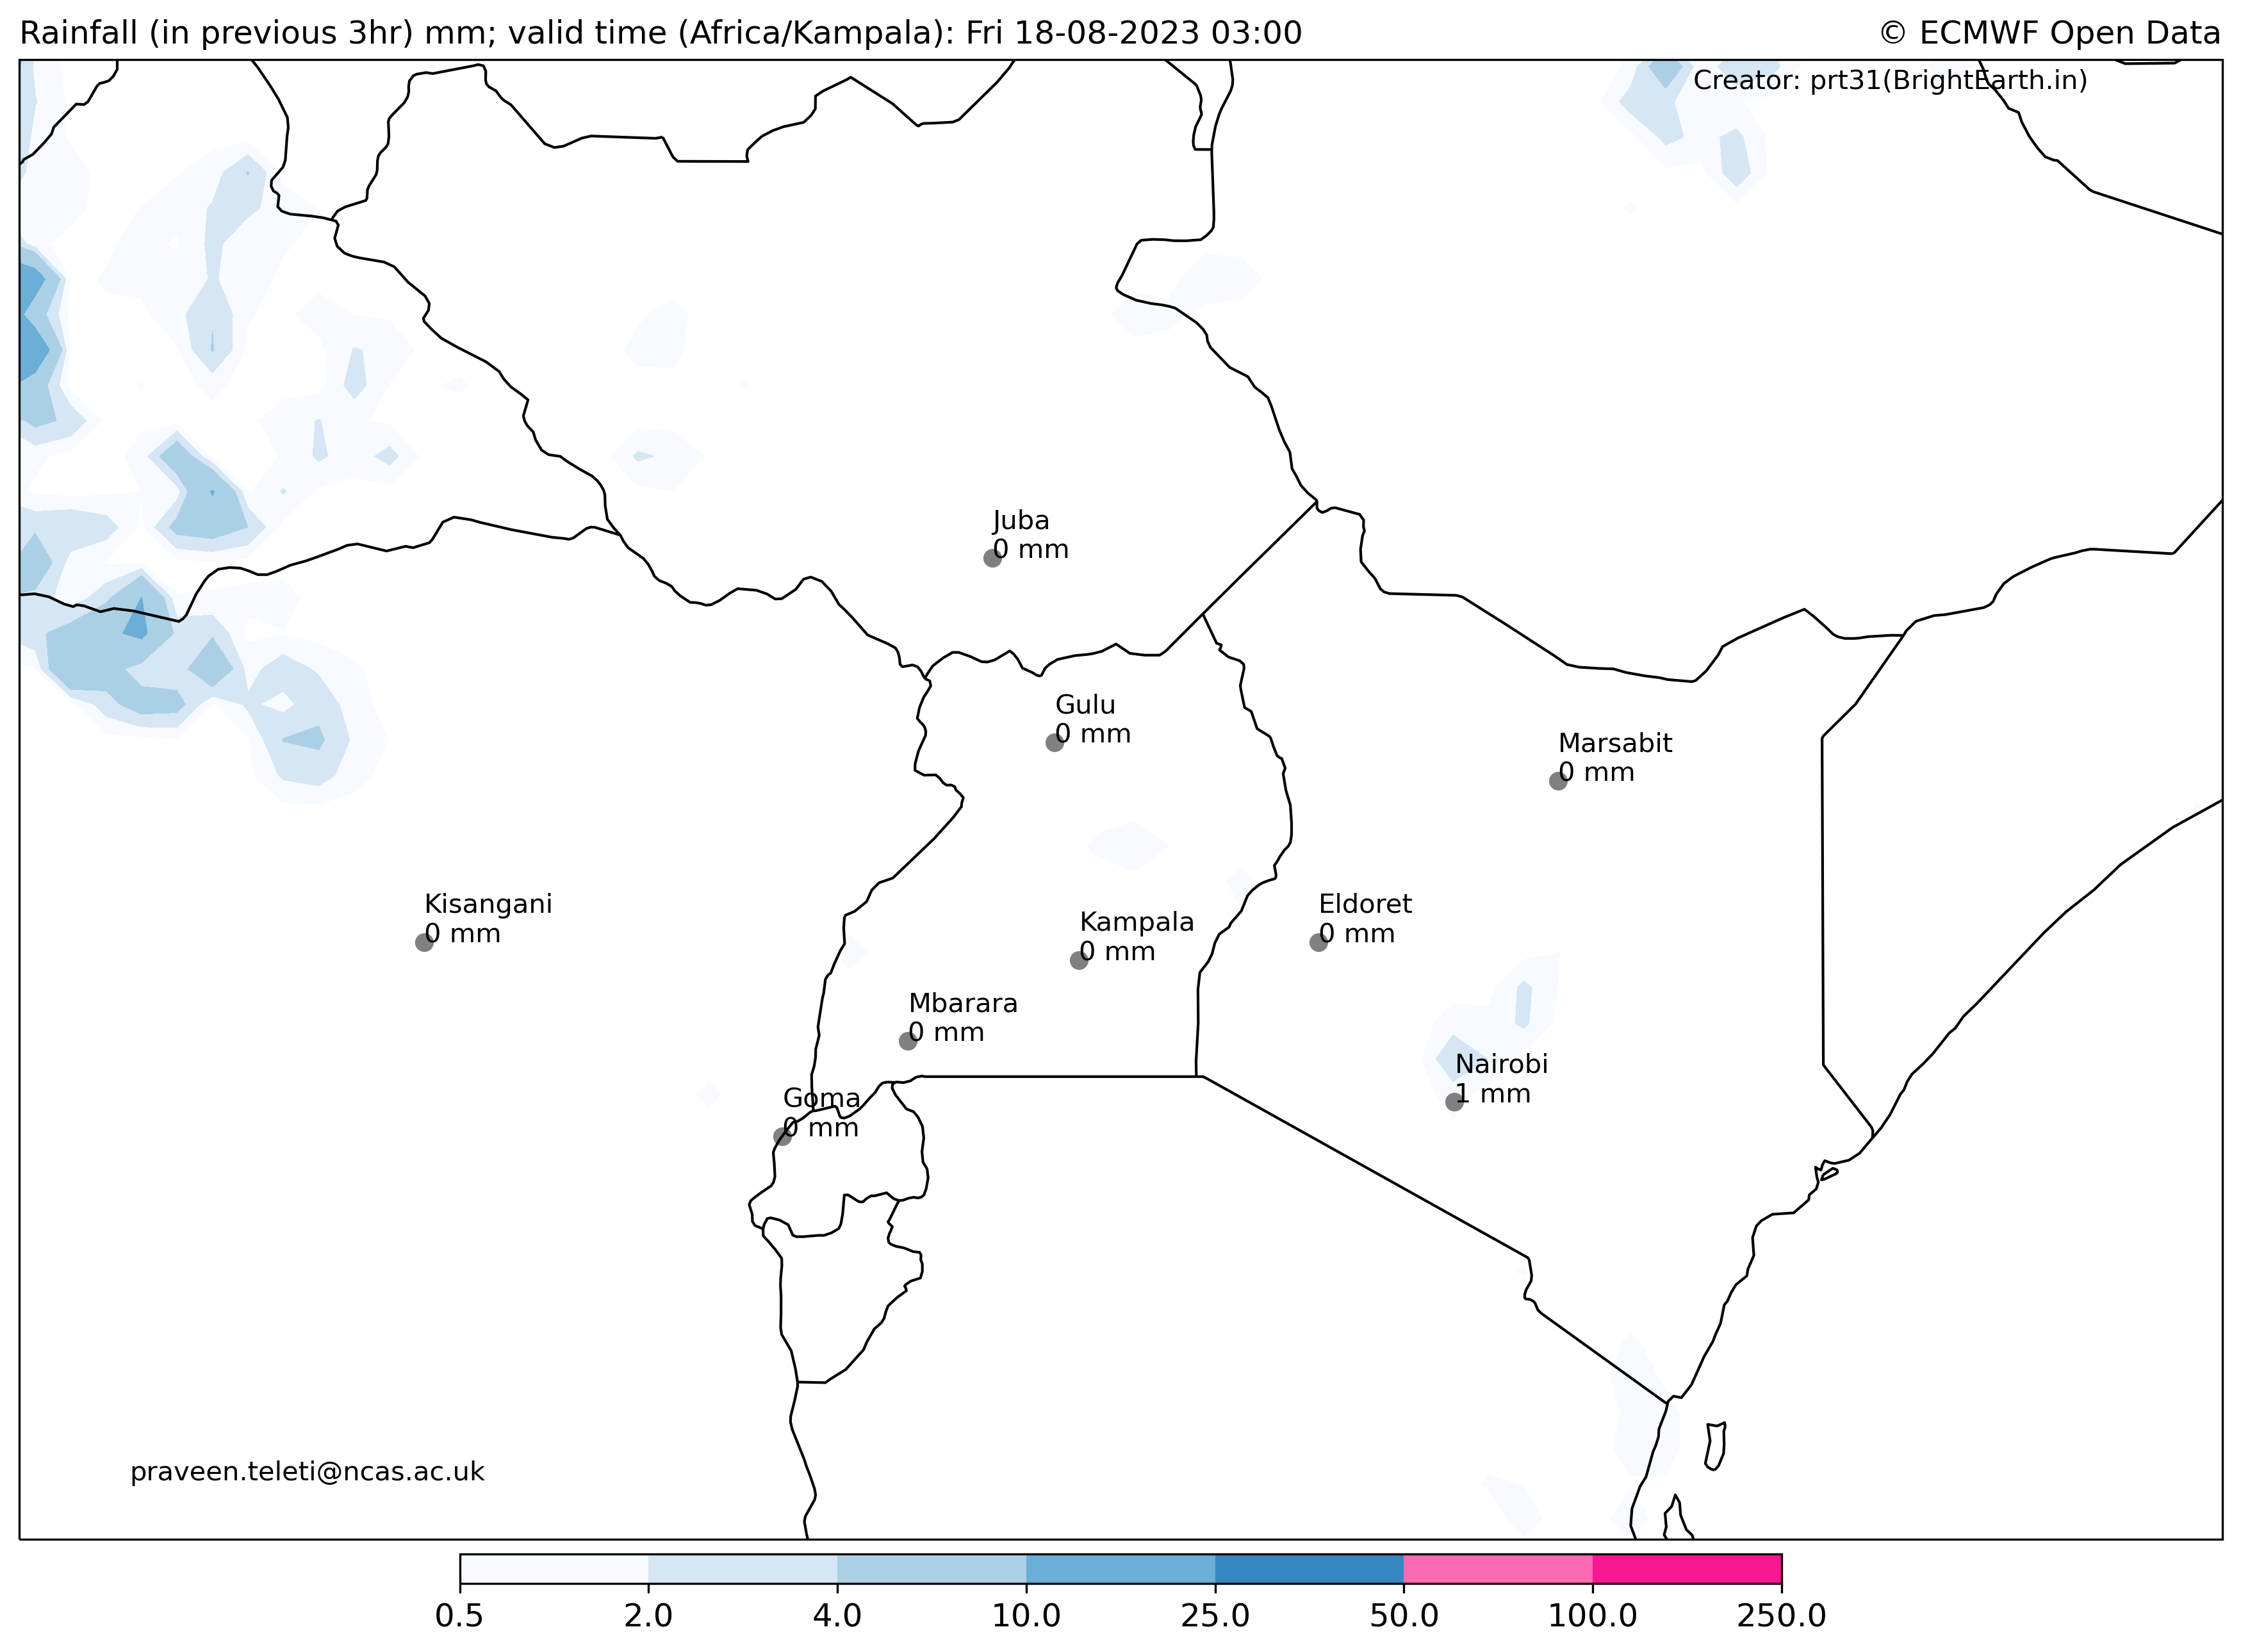 Rainfall (in previous 3hr) mm; valid time (Africa/Kampala): Fri 18-08-2023 03:00
© ECMWF Open Data
Creator: prt31(BrightEarth.in)
Juba
0 mm
Gulu
0 mm
Marsabit
0 mm
Kisangani
0 mm
Kampala
0 mm
Eldoret
0 mm
Mbarara
0 mm
Nairobi
1 mm
Goma
0 mm
praveen.teleti@ncas.ac.uk
0.5 2.0 4.0 10.0 25.0 50.0 100.0 250.0